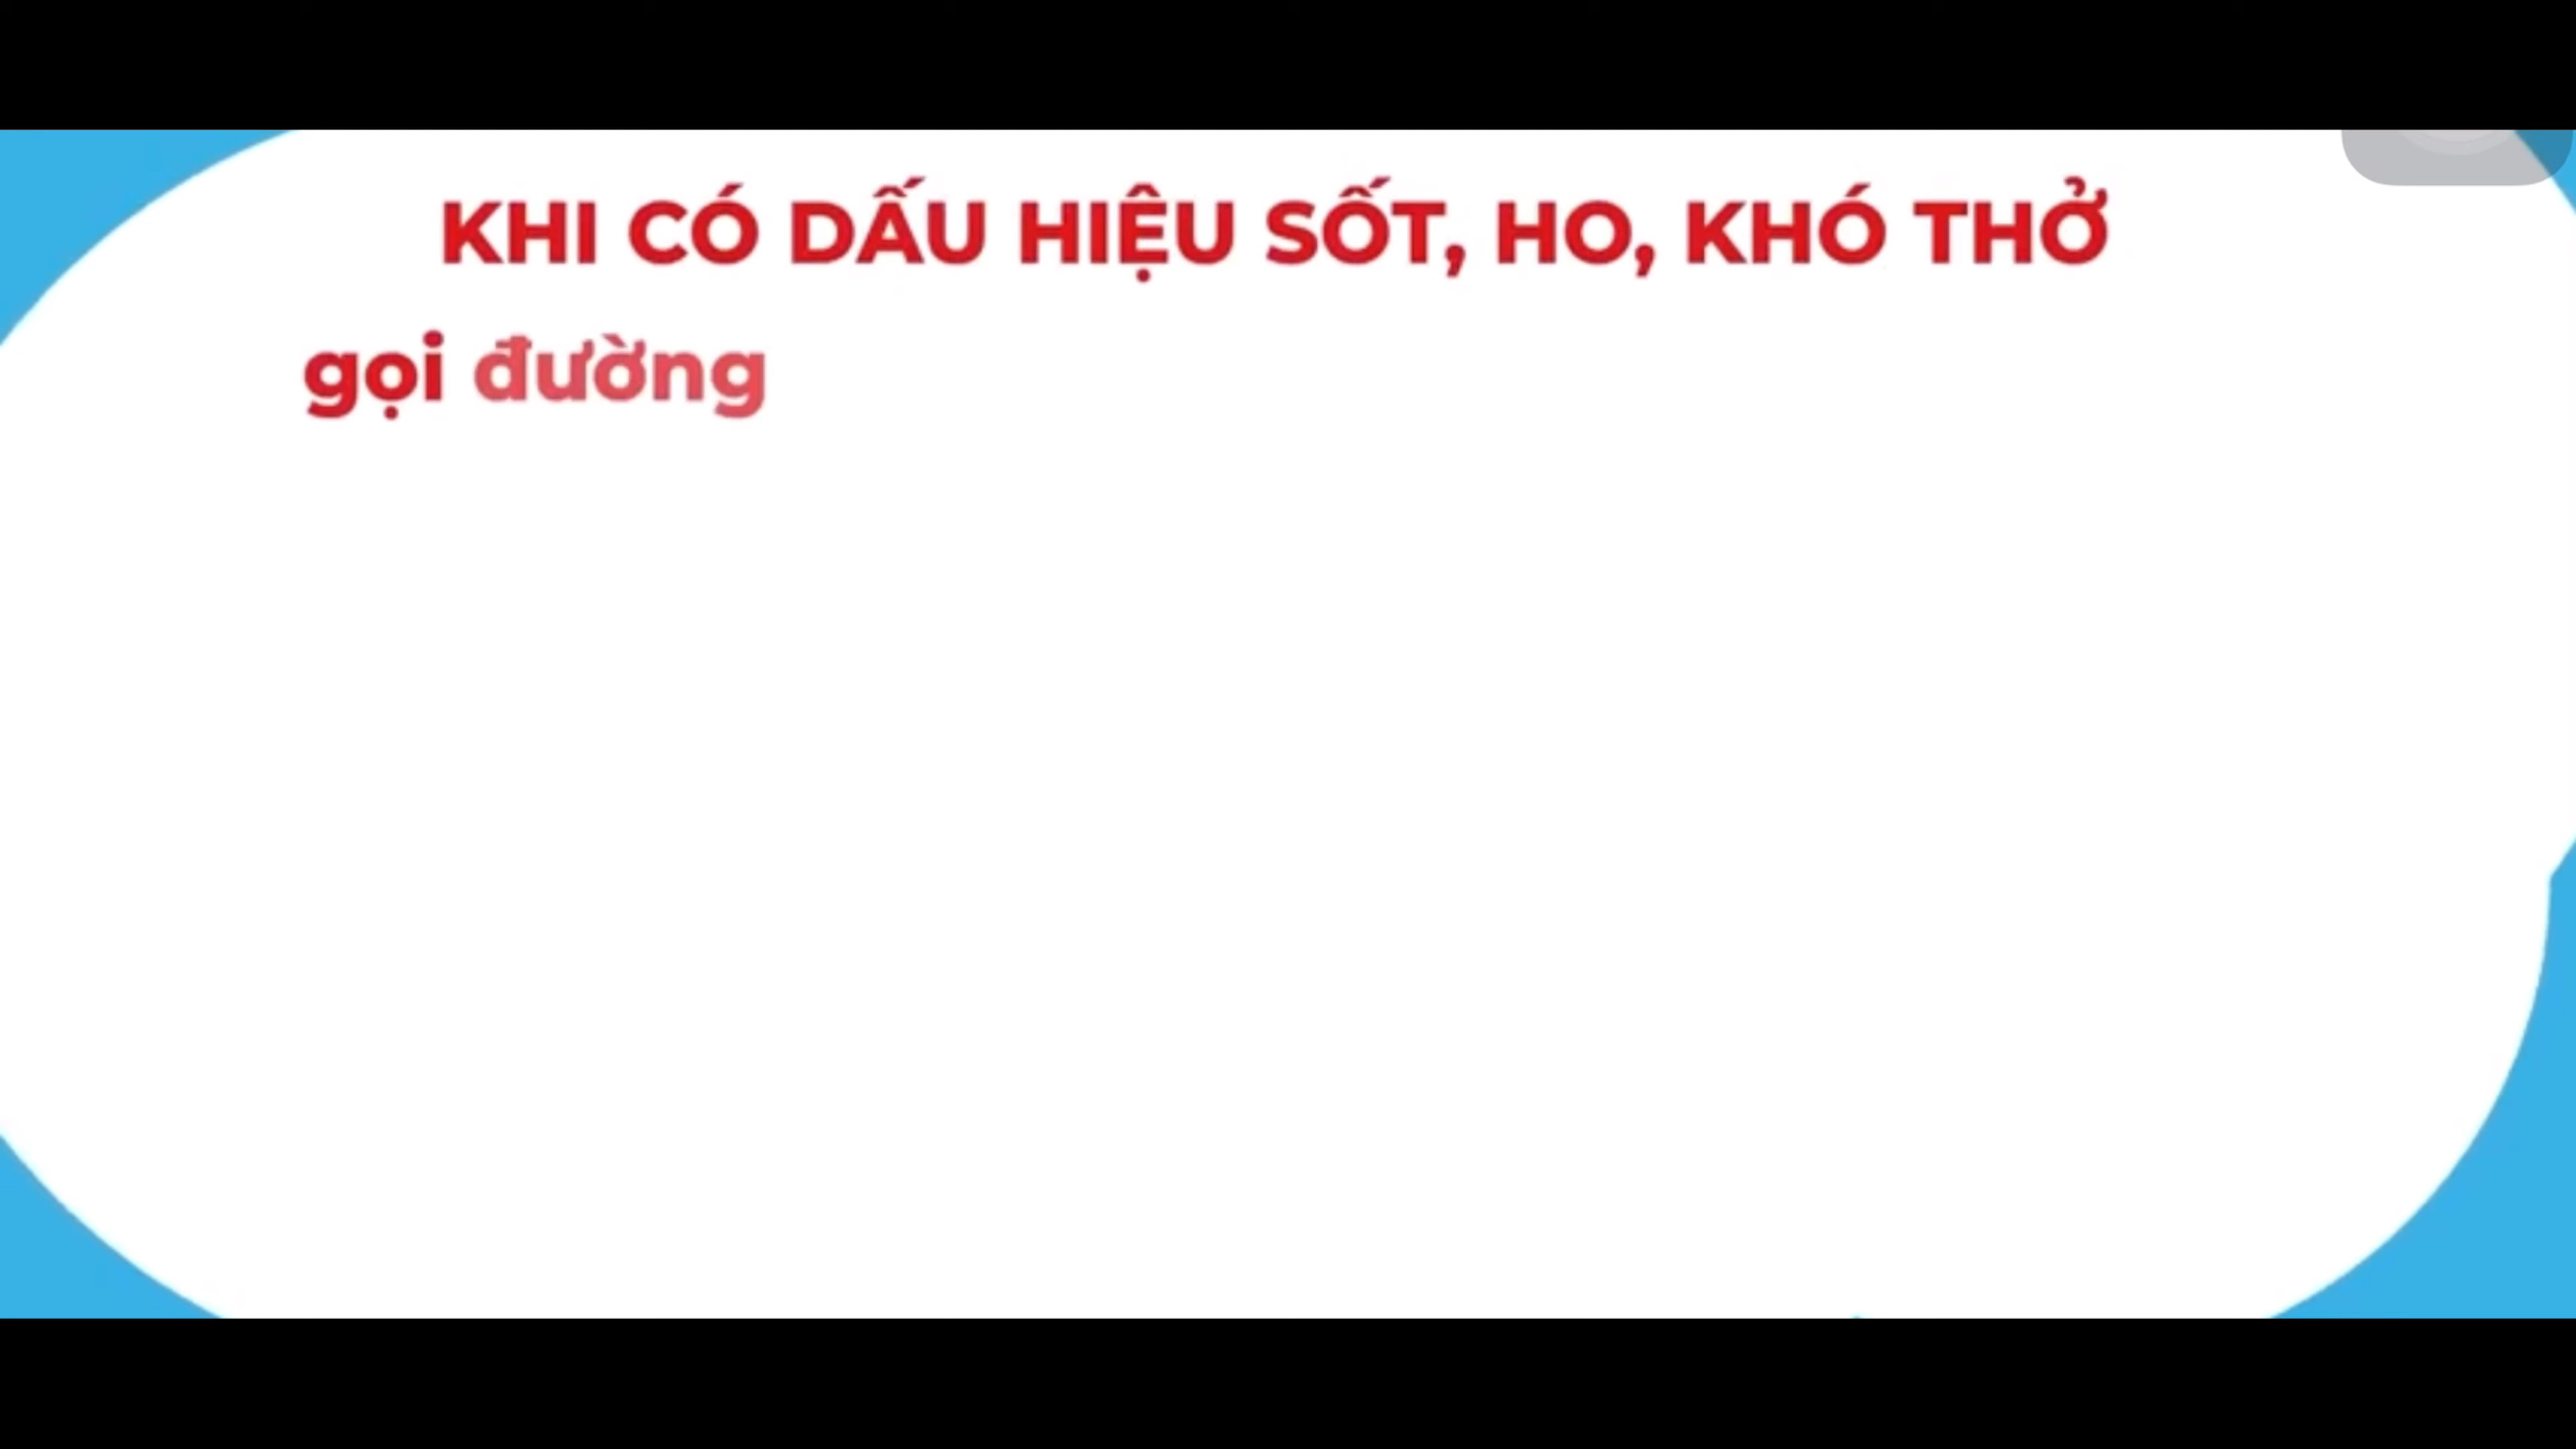 KHI CÓ DẤU HIỆU SỐT, HO, KHÓ THỞ
gọi đường